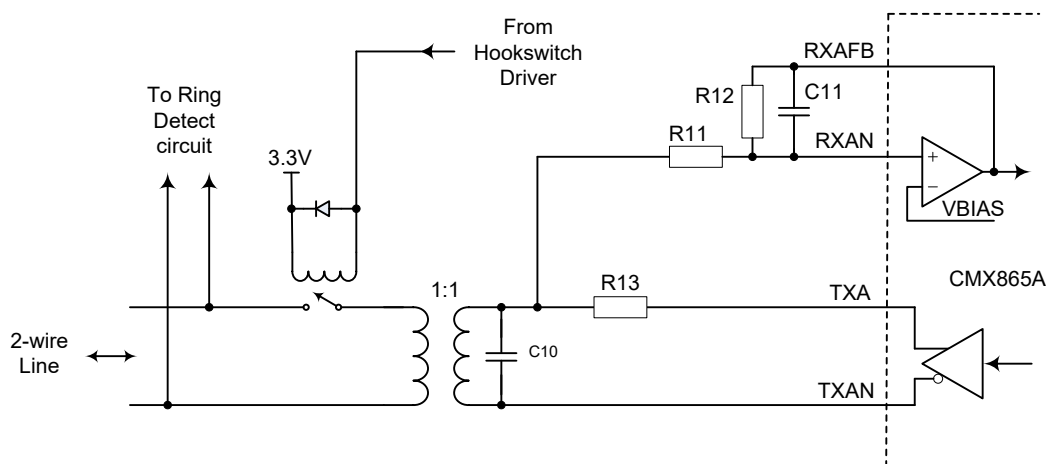 From
Hookswitch
Driver
To Ring
Detect
circuit
3.3V
RXAFB
R12
C11
R11
RXAN
+
−
VBIAS
1:1
R13
TXA
CMX865A
2-wire
Line
C10
TXAN